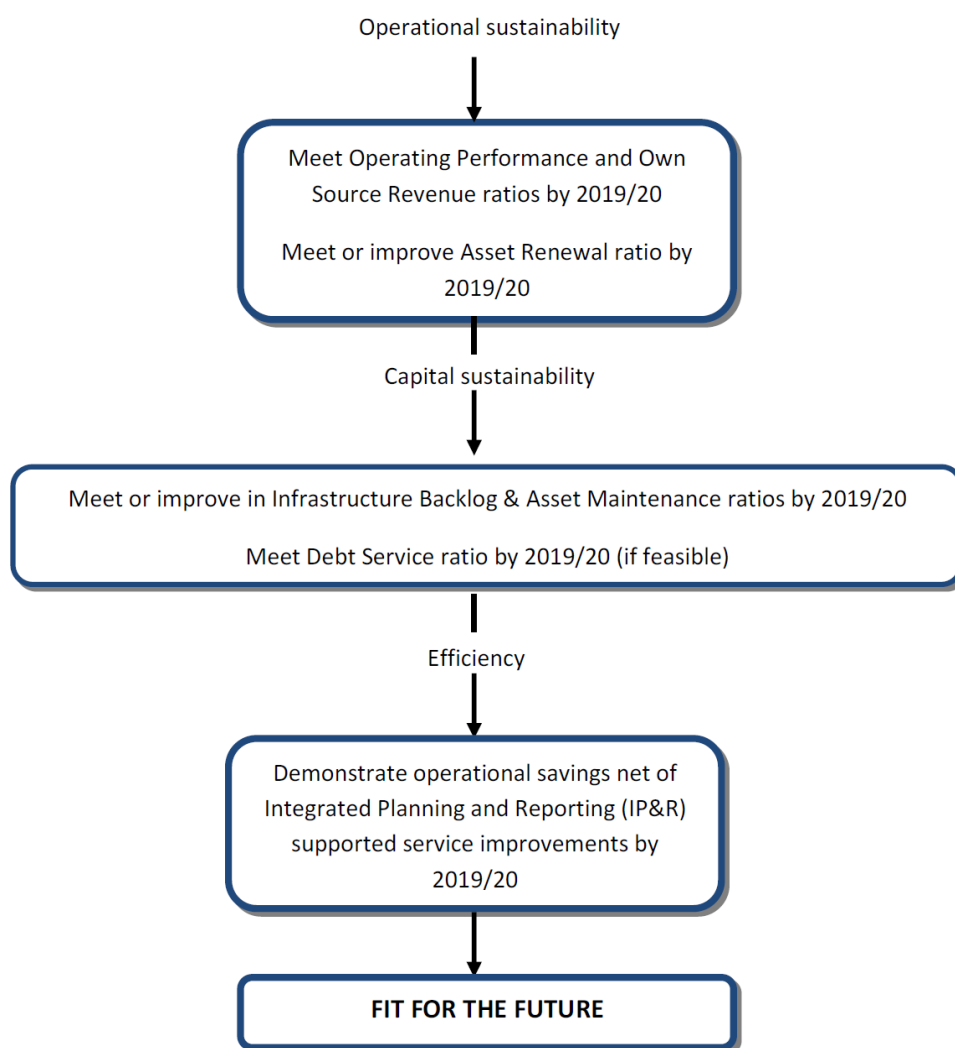 Operational sustainability
Meet Operating Performance and Own
Source Revenue ratios by 2019/20
Meet or improve Asset Renewal ratio by
2019/20
Capital sustainability
Meet or improve in Infrastructure Backlog & Asset Maintenance ratios by 2019/20
Meet Debt Service ratio by 2019/20 (if feasible)
Efficiency
Demonstrate operational savings net of
Integrated Planning and Reporting (IP&R)
supported service improvements by
2019/20
FIT FOR THE FUTURE